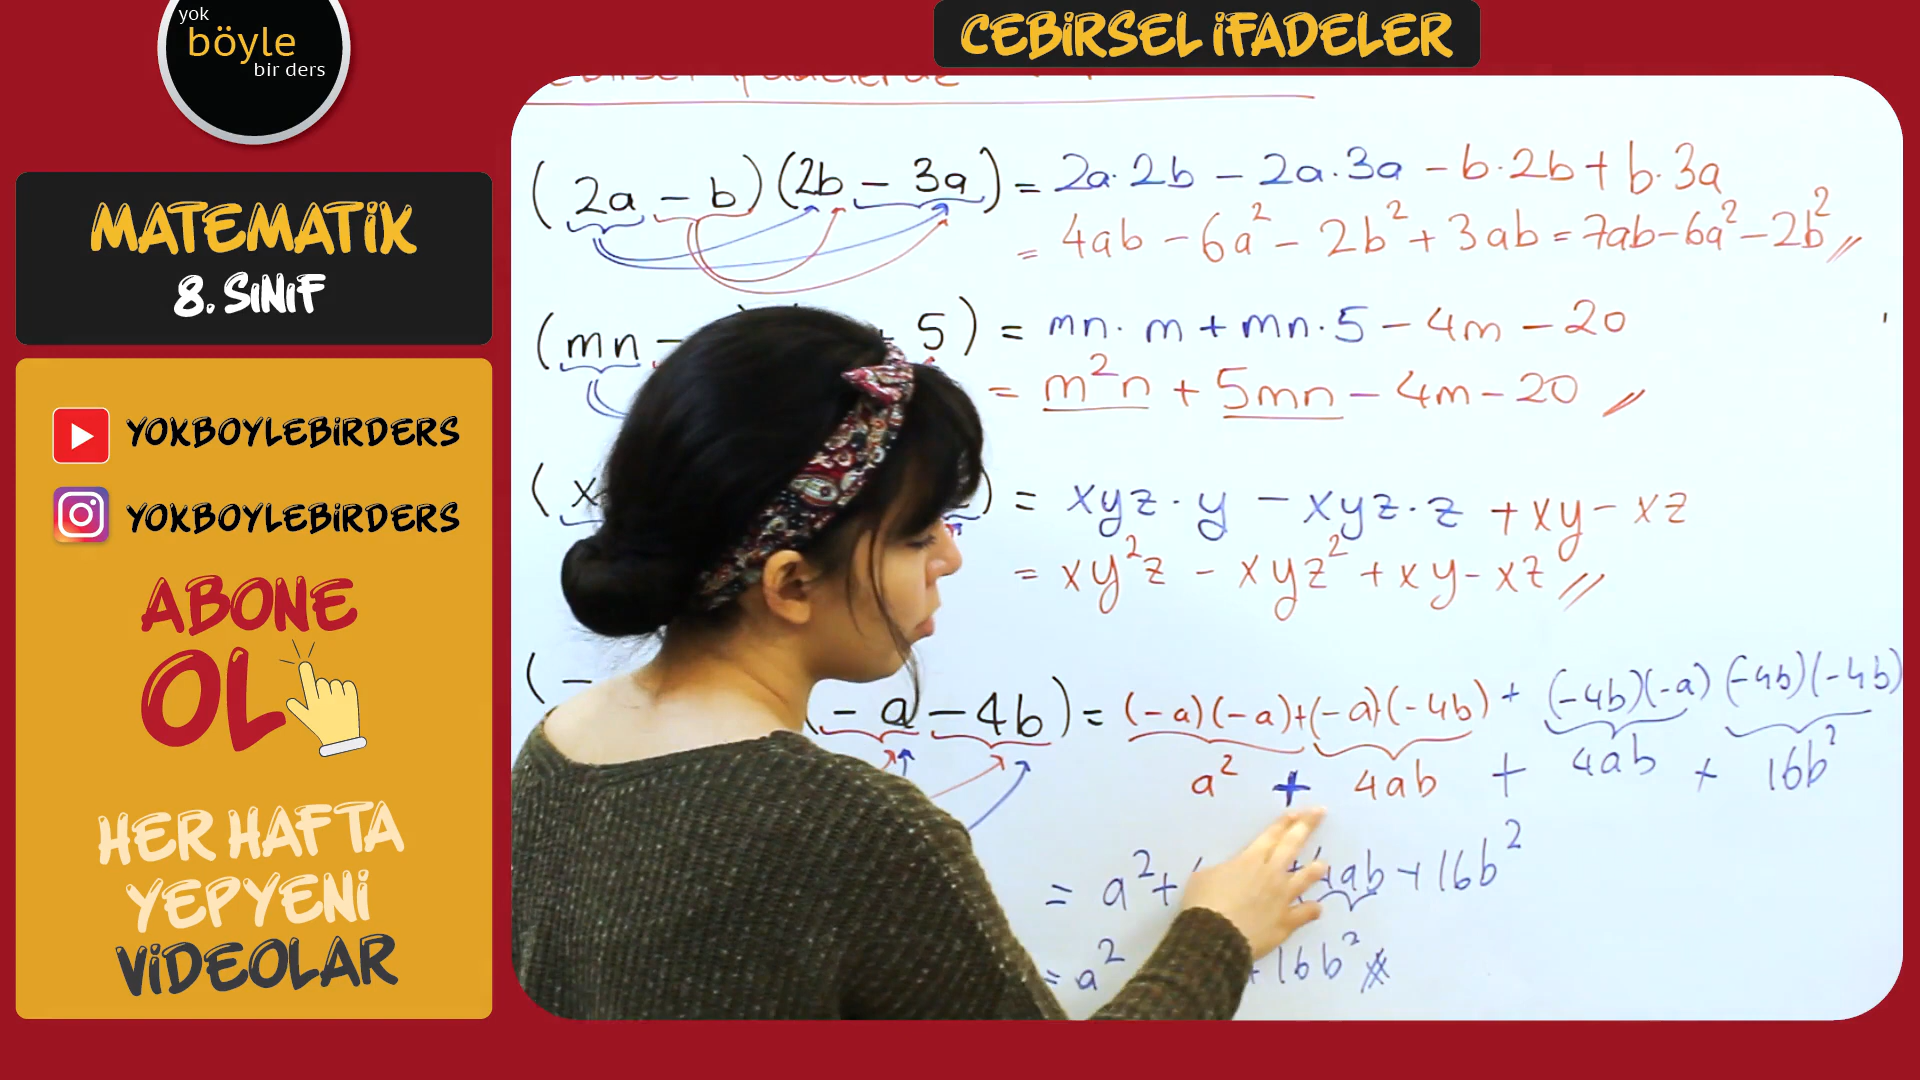 yok
böyle
bir ders
CEBİRSEL İFADELER
MATEMATİK
8. SINIF
YOKBOYLEBİRDERS
YOKBOYLEBİRDERS
ABONE
OL
HER HAFTA
YEPYENİ
VİDEOLAR
(2a - b)(2b - 3a) = 2a·2b - 2a·3a - b·2b + b·3a
= 4ab - 6a² - 2b² + 3ab = 7ab - 6a² - 2b² //
(mn - + 5) = mn·m + mn·5 - 4m - 20
= m²n + 5mn - 4m - 20 //
(x ) = xyz·y - xyz·z + xy - xz
= xy²z - xyz² + xy - xz //
(- (-a - 4b) = (-a)(-a)+(-a)(-4b) + (-4b)(-a) (-4b)(-4b)
a² + 4ab + 4ab + 16b²
= a² + +4ab + 16b²
= a² +16b²